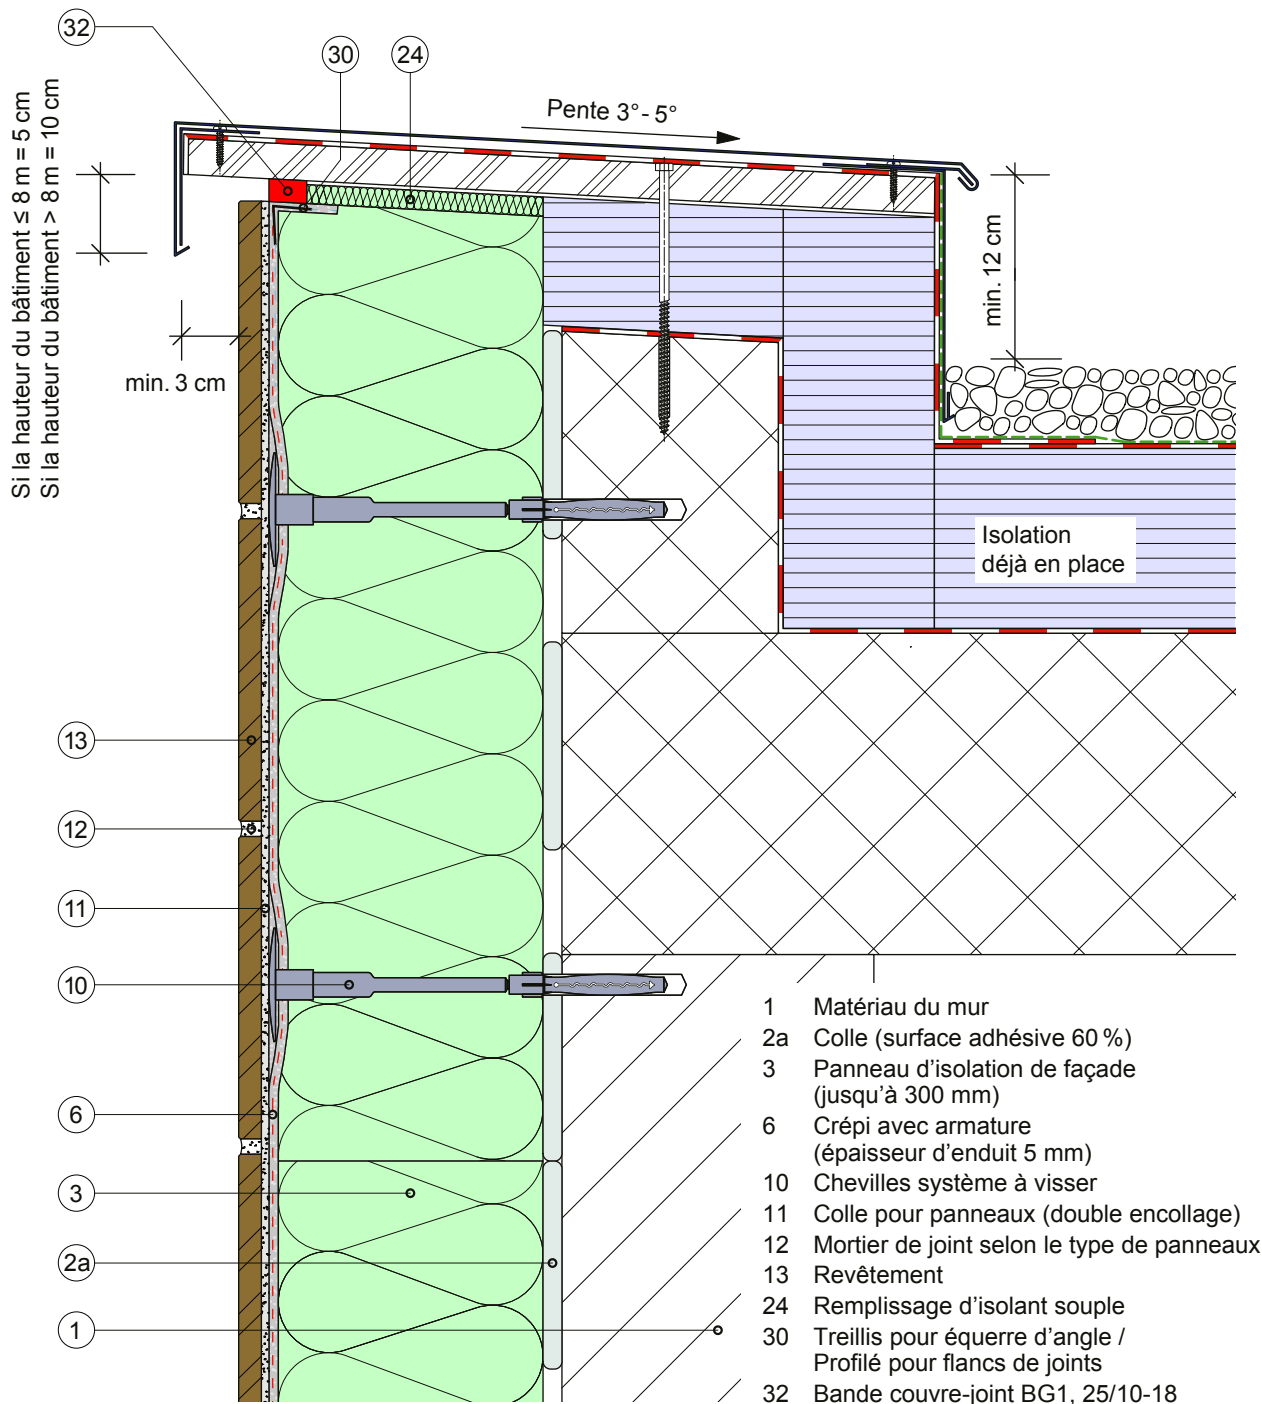 32
30
24
Si la hauteur du bâtiment ≤ 8 m = 5 cm
Si la hauteur du bâtiment > 8 m = 10 cm
Pente 3° - 5°
min. 12 cm
min. 3 cm
Isolation
déjà en place
13
12
11
10
6
3
2a
1
1 Matériau du mur
2a Colle (surface adhésive 60 %)
3 Panneau d’isolation de façade
(jusqu’à 300 mm)
6 Crépi avec armature
(épaisseur d’enduit 5 mm)
10 Chevilles système à visser
11 Colle pour panneaux (double encollage)
12 Mortier de joint selon le type de panneaux
13 Revêtement
24 Remplissage d’isolant souple
30 Treillis pour équerre d’angle /
Profilé pour flancs de joints
32 Bande couvre-joint BG1, 25/10-18